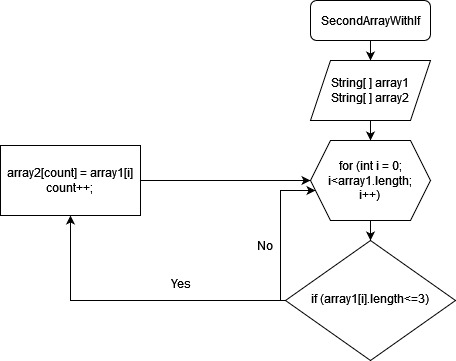 SecondArrayWithIf
String[ ] array1
String[ ] array2
for (int i = 0;
i<array1.length;
i++)
array2[count] = array1[i]
count++;
No
Yes
if (array1[i].length<=3)